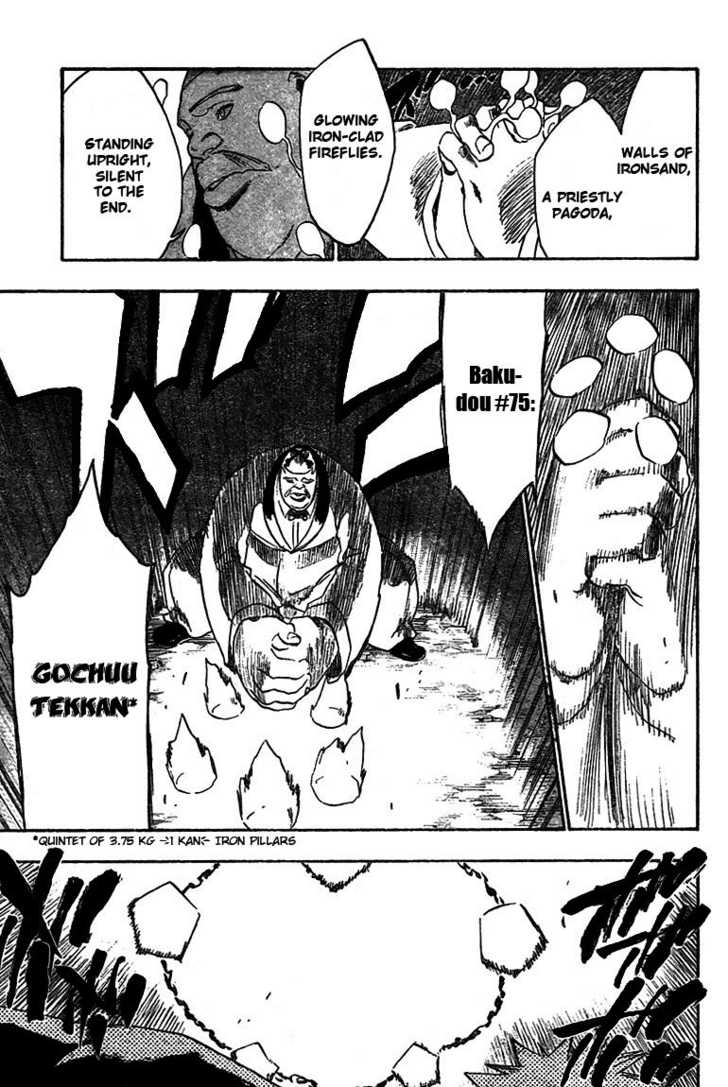 WALLS OF
IRONSAND,
A PRIESTLY
PAGODA,
GLOWING
IRON-CLAD
FIREFLIES.
STANDING
UPRIGHT,
SILENT
TO THE
END.
Baku-
dou #75:
GOCHUU
TEKKAN*
*QUINTET OF 3.75 KG -:1 KAN:- IRON PILLARS